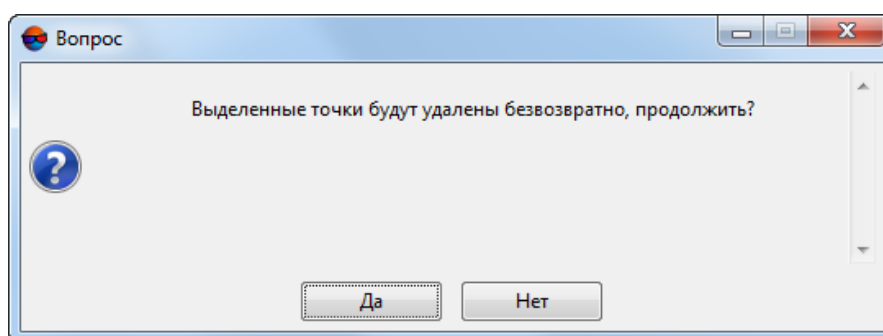 Вопрос
Выделенные точки будут удалены безвозвратно, продолжить?
Да
Нет